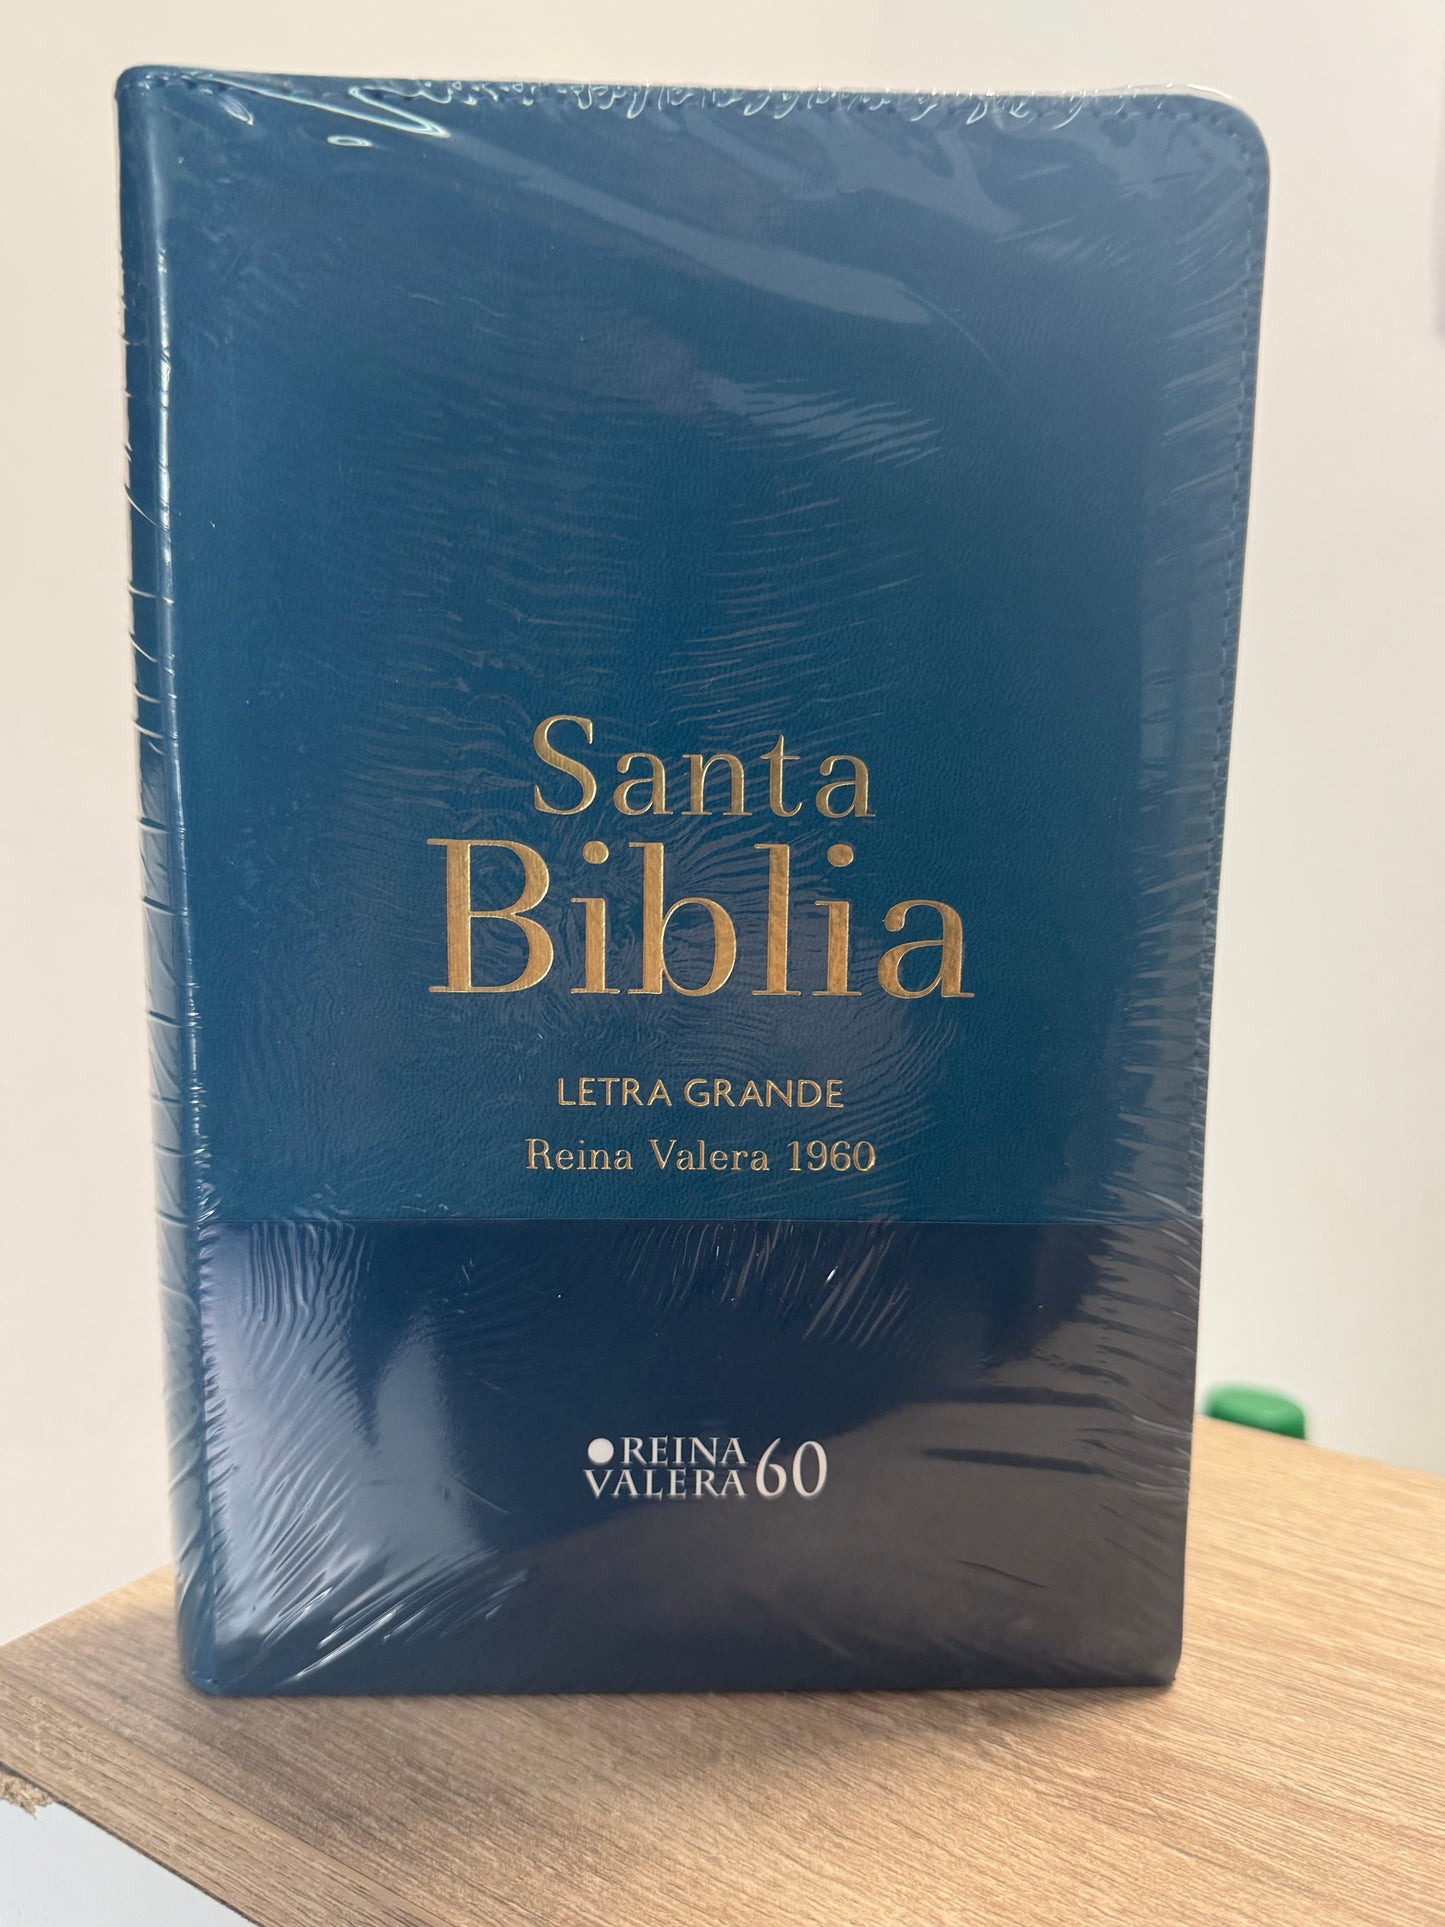 Santa
Biblia
LETRA GRANDE
Reina Valera 1960
REINA
VALERA 60